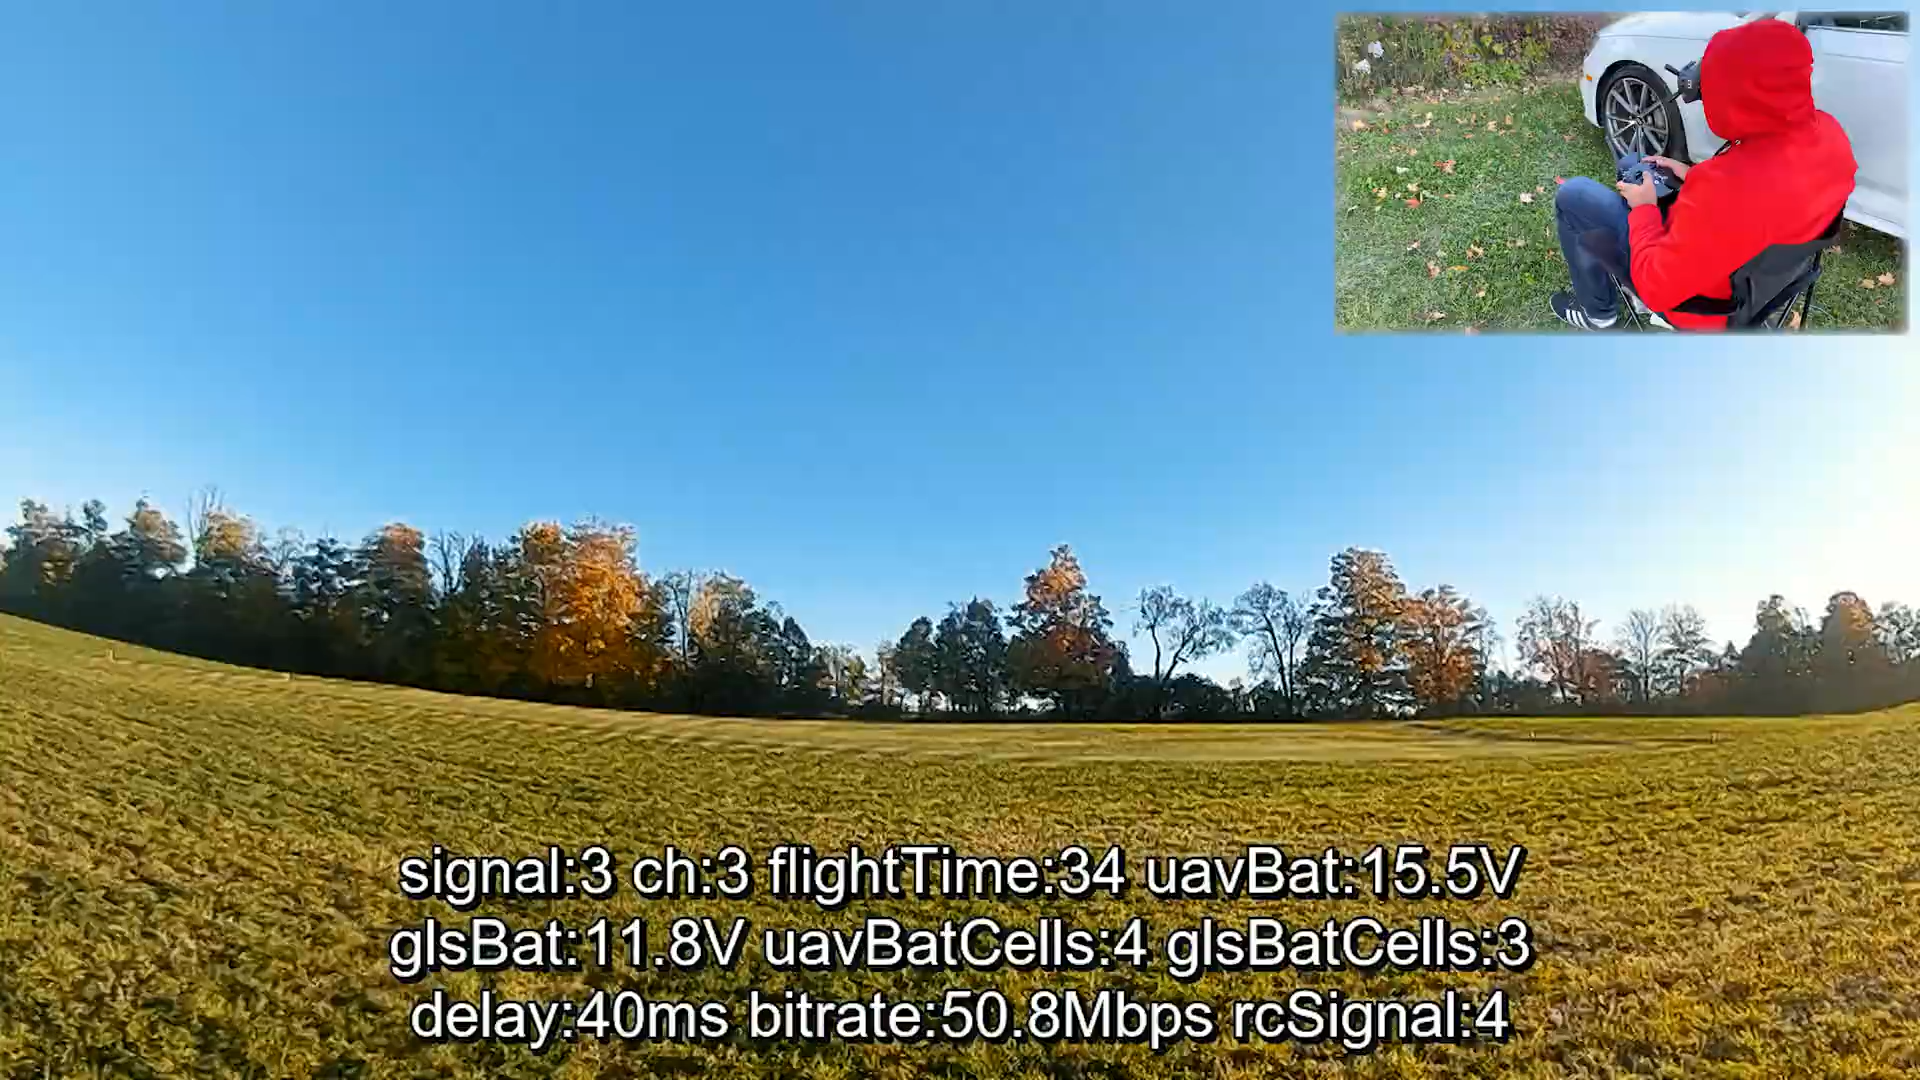 signal:3 ch:3 flightTime:34 uavBat:15.5V
glsBat:11.8V uavBatCells:4 glsBatCells:3
delay:40ms bitrate:50.8Mbps rcSignal:4